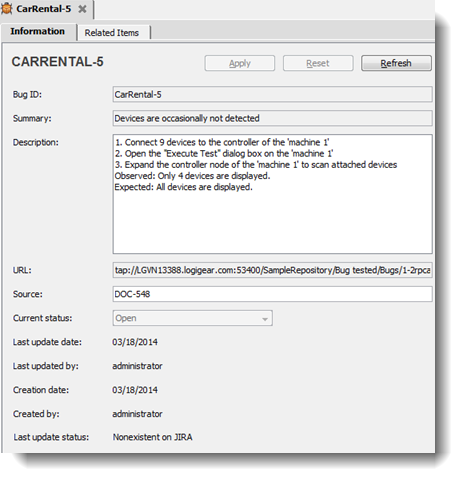 CarRental-5
Information Related Items
CARRENTAL-5 Apply Reset Refresh
Bug ID: CarRental-5
Summary: Devices are occasionally not detected
Description: 1. Connect 9 devices to the controller of the 'machine 1'
2. Open the "Execute Test" dialog box on the 'machine 1'
3. Expand the controller node of the 'machine 1' to scan attached devices
Observed: Only 4 devices are displayed.
Expected: All devices are displayed.
URL: tap://LGVN13388.logigear.com:53400/SampleRepository/Bug tested/Bugs/1-2rpca
Source: DOC-548
Current status: Open
Last update date: 03/18/2014
Last updated by: administrator
Creation date: 03/18/2014
Created by: administrator
Last update status: Nonexistent on JIRA